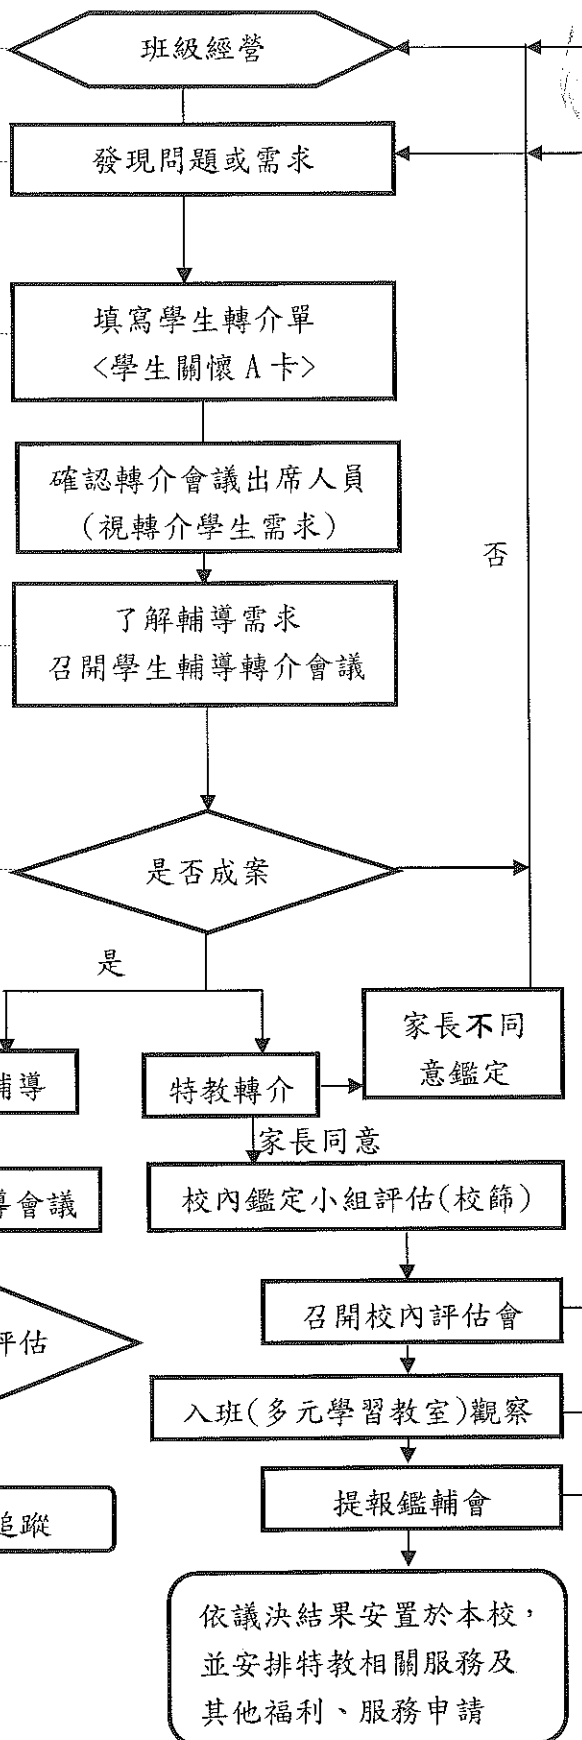 班級經營
發現問題或需求
填寫學生轉介單
<學生關懷 A 卡>
確認轉介會議出席人員
(視轉介學生需求)
否
了解輔導需求
召開學生輔導轉介會議
是否成案
是
家長不同
意鑑定
輔導
特教轉介
家長同意
導會議
校內鑑定小組評估(校篩)
召開校內評估會
評估
入班(多元學習教室)觀察
提報鑑輔會
追蹤
依議決結果安置於本校，
並安排特教相關服務及
其他福利、服務申請